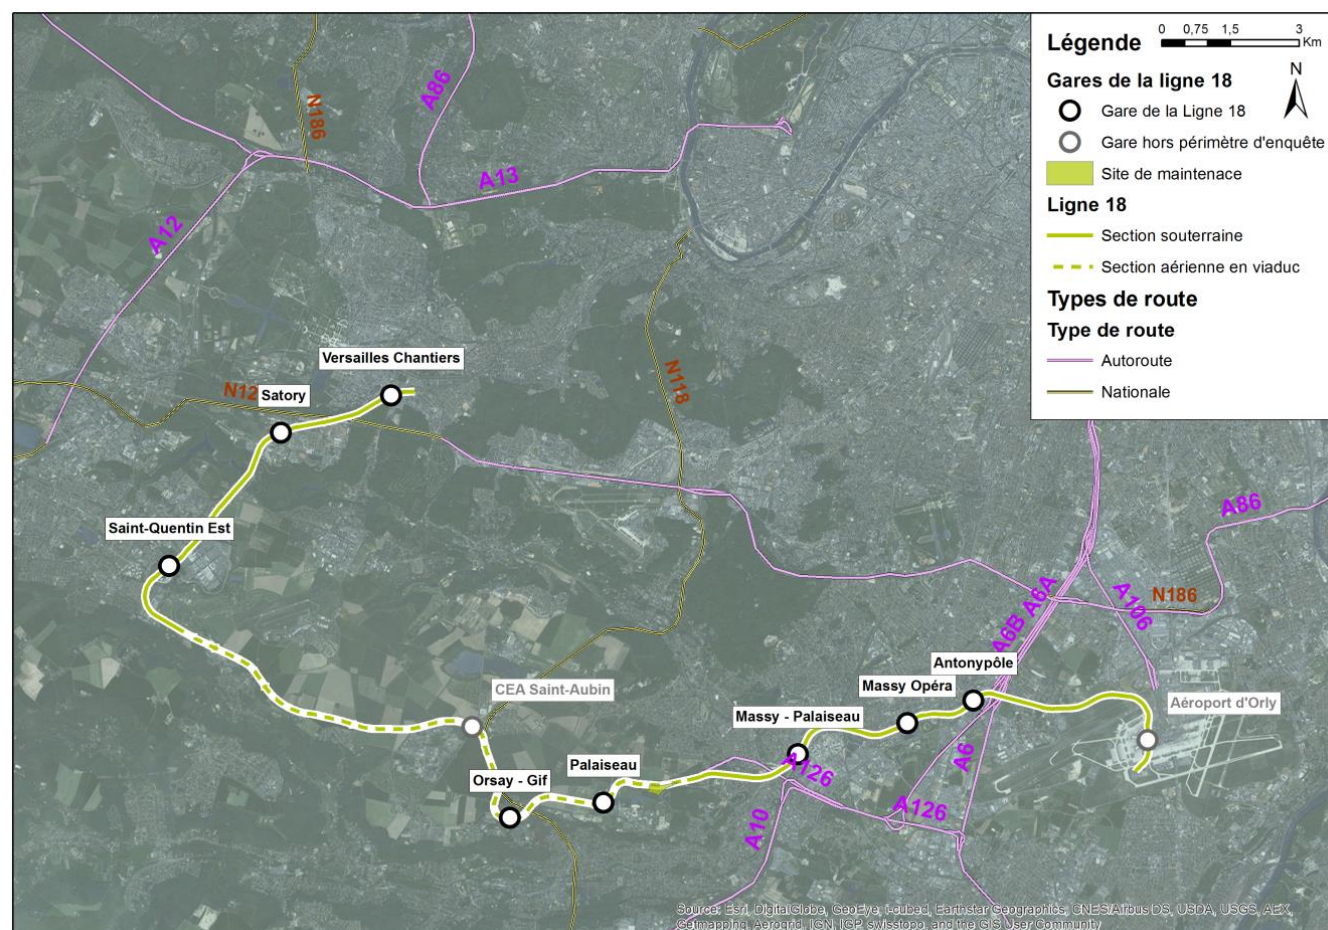 Légende
0 0,75 1,5 3
Km
N
Gares de la ligne 18
Gare de la Ligne 18
Gare hors périmètre d'enquête
Site de maintenace
Ligne 18
Section souterraine
Section aérienne en viaduc
Types de route
Type de route
Autoroute
Nationale
A86
N186
A13
A12
Versailles Chantiers
N12
Satory
N118
Saint-Quentin Est
A86
A6B A6A
A106
N186
Antonypôle
CEA Saint-Aubin
Massy Opéra
Aéroport d'Orly
Massy - Palaiseau
Palaiseau
A126
A6
Orsay - Gif
A126
A10
Source: Esri, DigitalGlobe, GeoEye, i-cubed, Earthstar Geographics, CNES/Airbus DS, USDA, USGS, AEX,
Getmapping, Aerogrid, IGN, IGP, swisstopo, and the GIS User Community